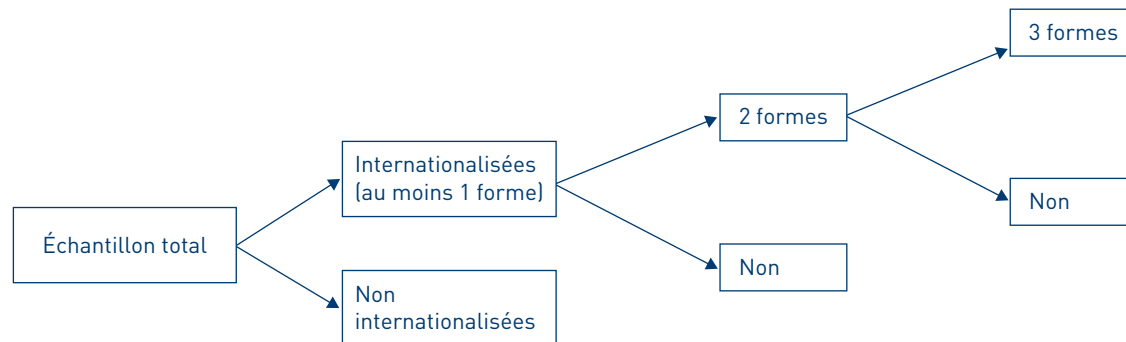 Échantillon total
Internationalisées
(au moins 1 forme)
Non
internationalisées
2 formes
Non
3 formes
Non